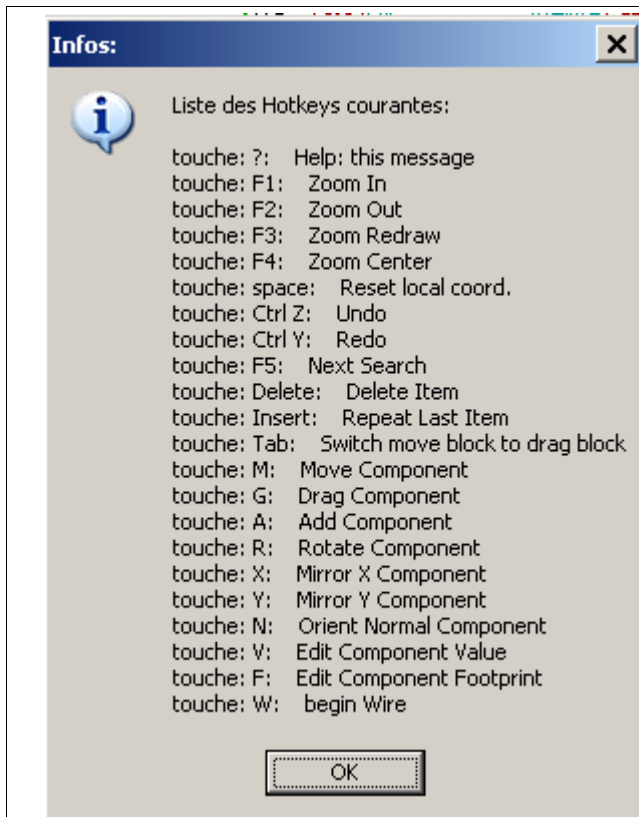 Infos:
Liste des Hotkeys courantes:
touche: ?: Help: this message
touche: F1: Zoom In
touche: F2: Zoom Out
touche: F3: Zoom Redraw
touche: F4: Zoom Center
touche: space: Reset local coord.
touche: Ctrl Z: Undo
touche: Ctrl Y: Redo
touche: F5: Next Search
touche: Delete: Delete Item
touche: Insert: Repeat Last Item
touche: Tab: Switch move block to drag block
touche: M: Move Component
touche: G: Drag Component
touche: A: Add Component
touche: R: Rotate Component
touche: X: Mirror X Component
touche: Y: Mirror Y Component
touche: N: Orient Normal Component
touche: V: Edit Component Value
touche: F: Edit Component Footprint
touche: W: begin Wire
OK